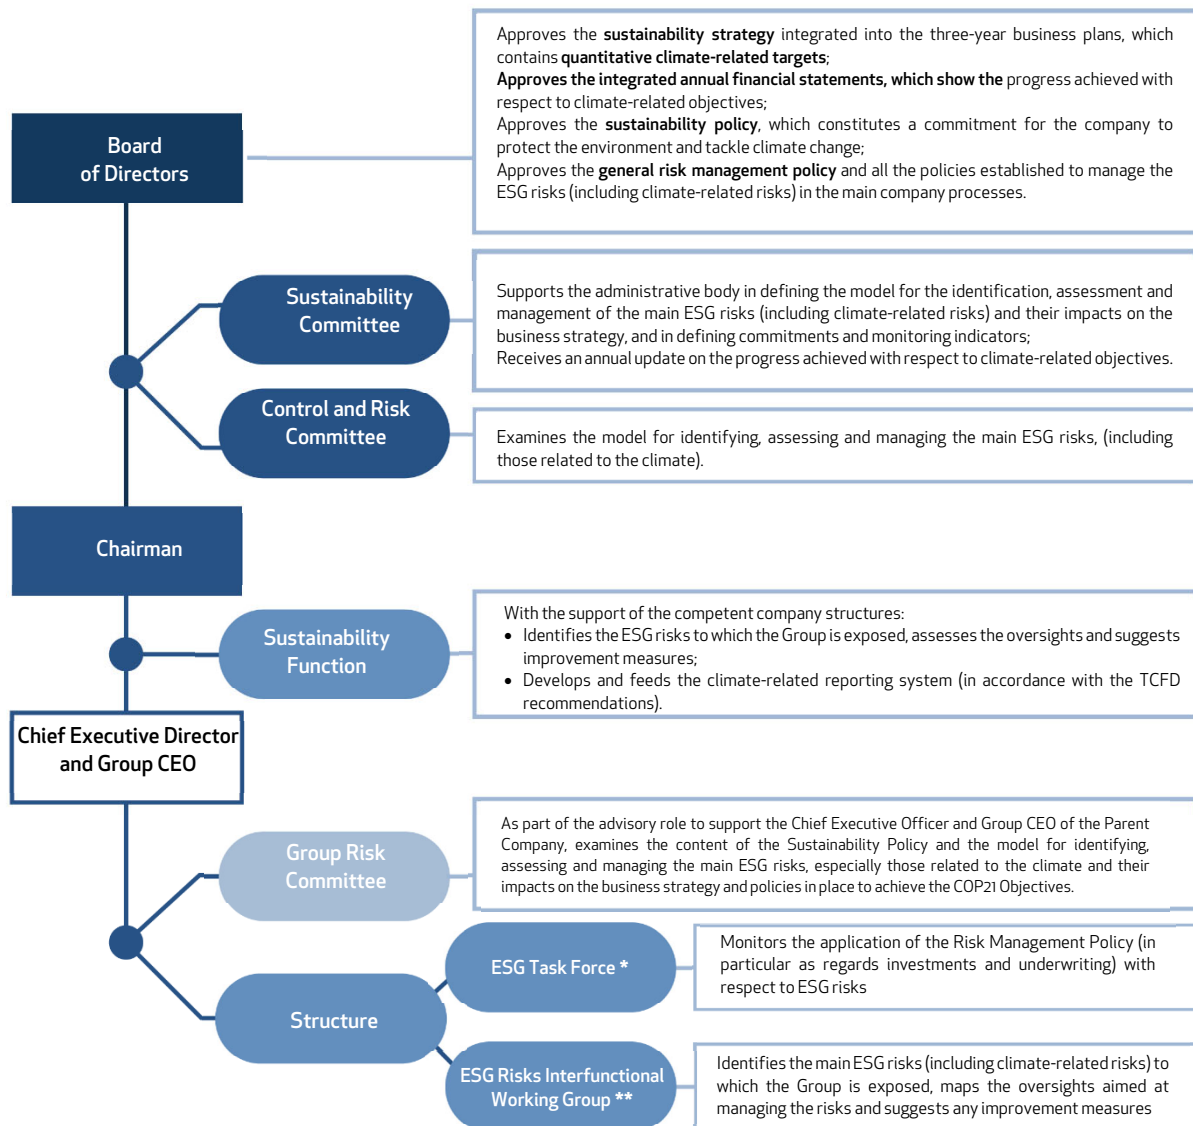 Board
of Directors
Approves the sustainability strategy integrated into the three-year business plans, which
contains quantitative climate-related targets;
Approves the integrated annual financial statements, which show the progress achieved with
respect to climate-related objectives;
Approves the sustainability policy, which constitutes a commitment for the company to
protect the environment and tackle climate change;
Approves the general risk management policy and all the policies established to manage the
ESG risks (including climate-related risks) in the main company processes.
Sustainability
Committee
Supports the administrative body in defining the model for the identification, assessment and
management of the main ESG risks (including climate-related risks) and their impacts on the
business strategy, and in defining commitments and monitoring indicators;
Receives an annual update on the progress achieved with respect to climate-related objectives.
Control and Risk
Committee
Examines the model for identifying, assessing and managing the main ESG risks, (including
those related to the climate).
Chairman
Sustainability
Function
With the support of the competent company structures:
• Identifies the ESG risks to which the Group is exposed, assesses the oversights and suggests
improvement measures;
• Develops and feeds the climate-related reporting system (in accordance with the TCFD
recommendations).
Chief Executive Director
and Group CEO
Group Risk
Committee
As part of the advisory role to support the Chief Executive Officer and Group CEO of the Parent
Company, examines the content of the Sustainability Policy and the model for identifying,
assessing and managing the main ESG risks, especially those related to the climate and their
impacts on the business strategy and policies in place to achieve the COP21 Objectives.
Structure
ESG Task Force *
Monitors the application of the Risk Management Policy (in
particular as regards investments and underwriting) with
respect to ESG risks
ESG Risks Interfunctional
Working Group **
Identifies the main ESG risks (including climate-related risks) to
which the Group is exposed, maps the oversights aimed at
managing the risks and suggests any improvement measures